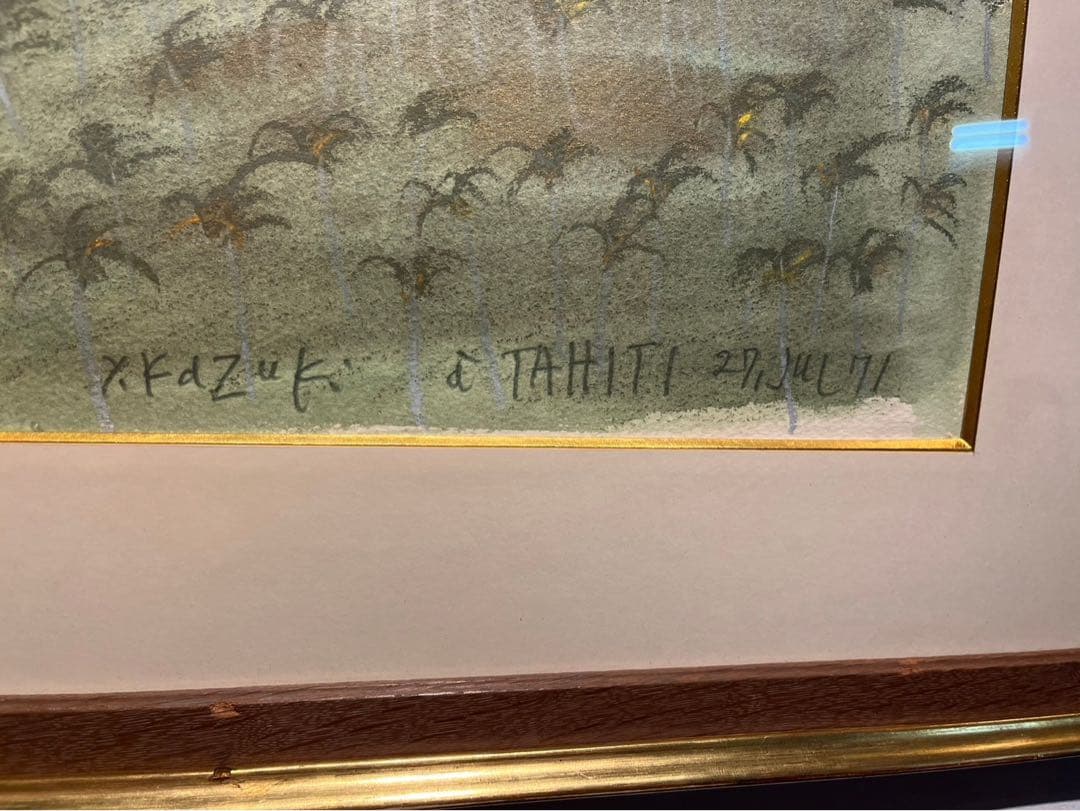 Y. KaZuKi à TAHITI 27, JUL 71